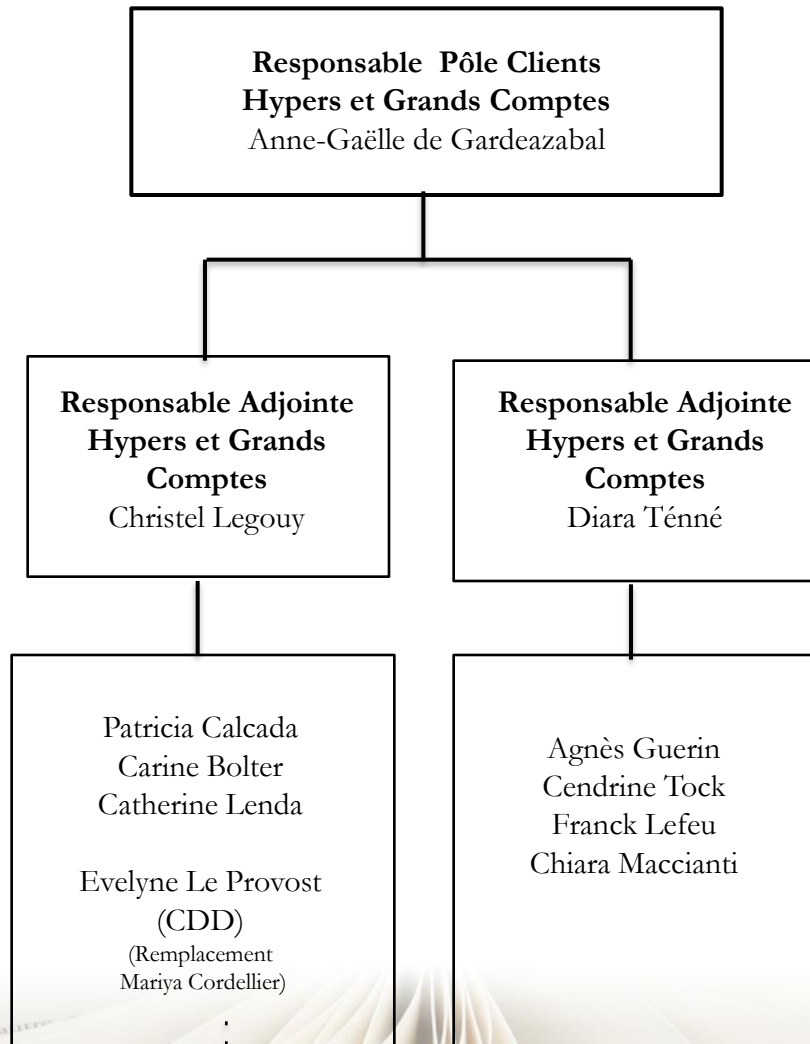 Responsable Pôle Clients
Hypers et Grands Comptes
Anne-Gaëlle de Gardeazabal
Responsable Adjointe
Hypers et Grands
Comptes
Christel Legouy
Responsable Adjointe
Hypers et Grands
Comptes
Diara Ténné
Patricia Calcada
Carine Bolter
Catherine Lenda
Evelyne Le Provost
(CDD)
(Remplacement
Mariya Cordellier)
Agnès Guerin
Cendrine Tock
Franck Lefeu
Chiara Maccianti